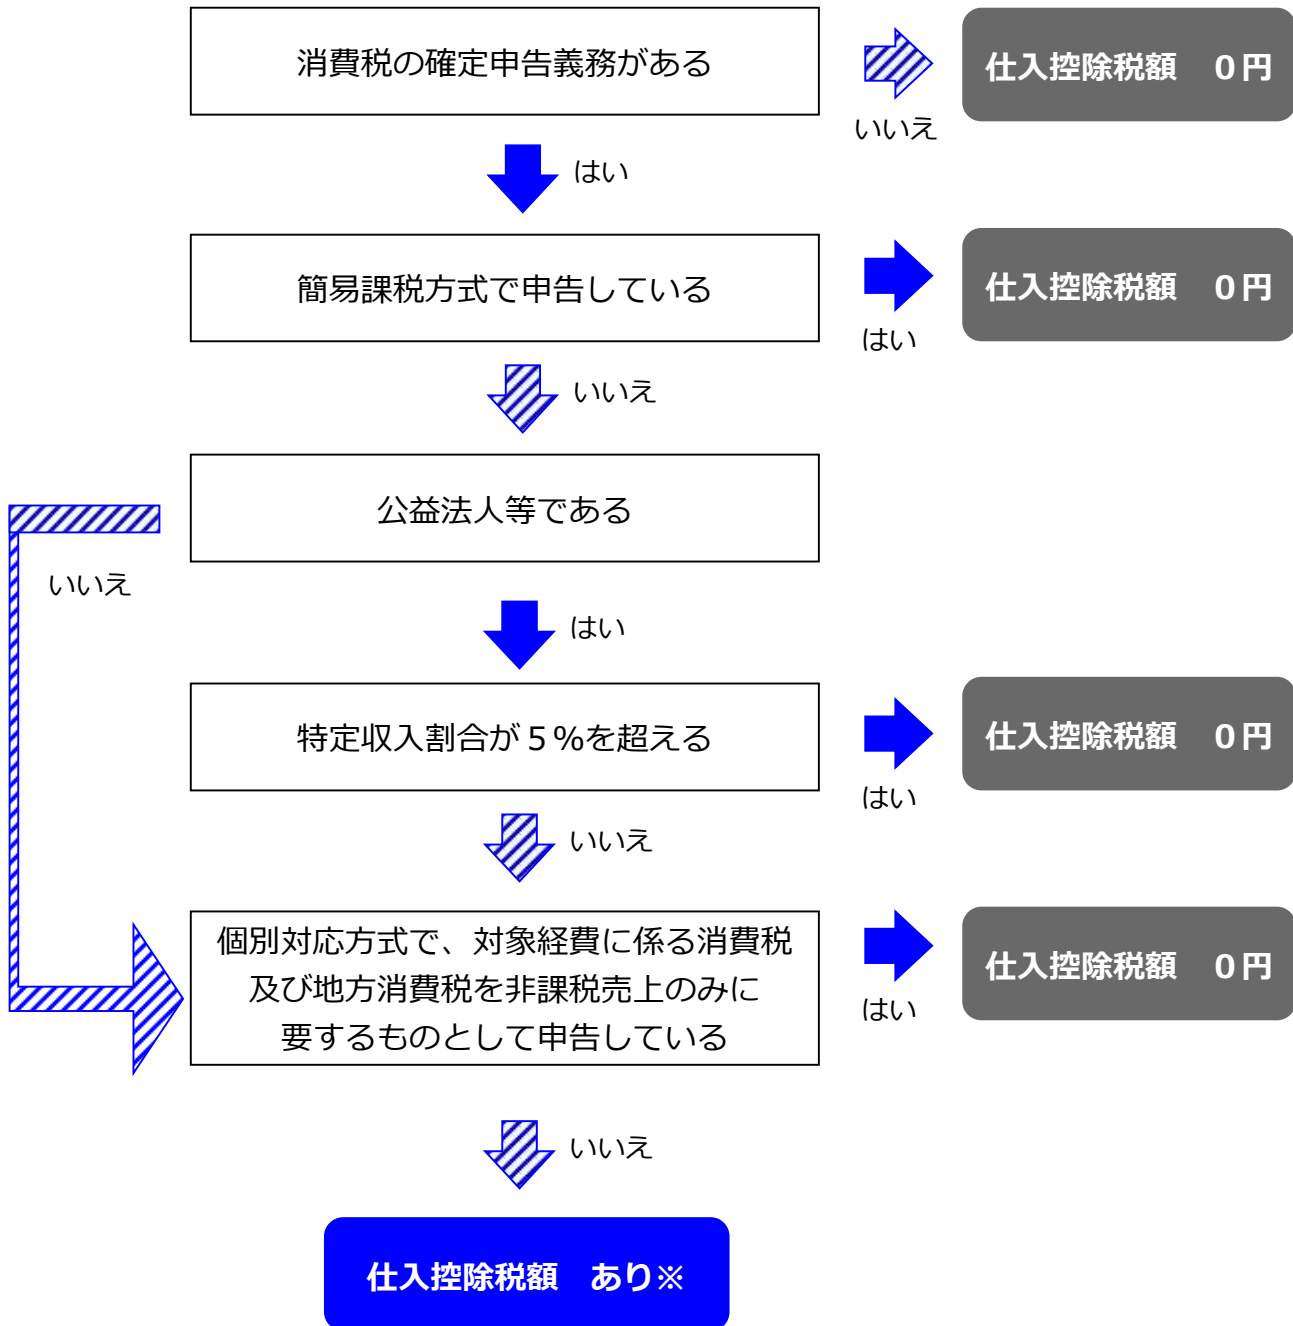 消費税の確定申告義務がある
仕入控除税額　０円
いいえ
はい
簡易課税方式で申告している
仕入控除税額　０円
はい
いいえ
公益法人等である
いいえ
はい
特定収入割合が５％を超える
仕入控除税額　０円
はい
いいえ
個別対応方式で、対象経費に係る消費税
及び地方消費税を非課税売上のみに
要するものとして申告している
仕入控除税額　０円
はい
いいえ
仕入控除税額　あり※